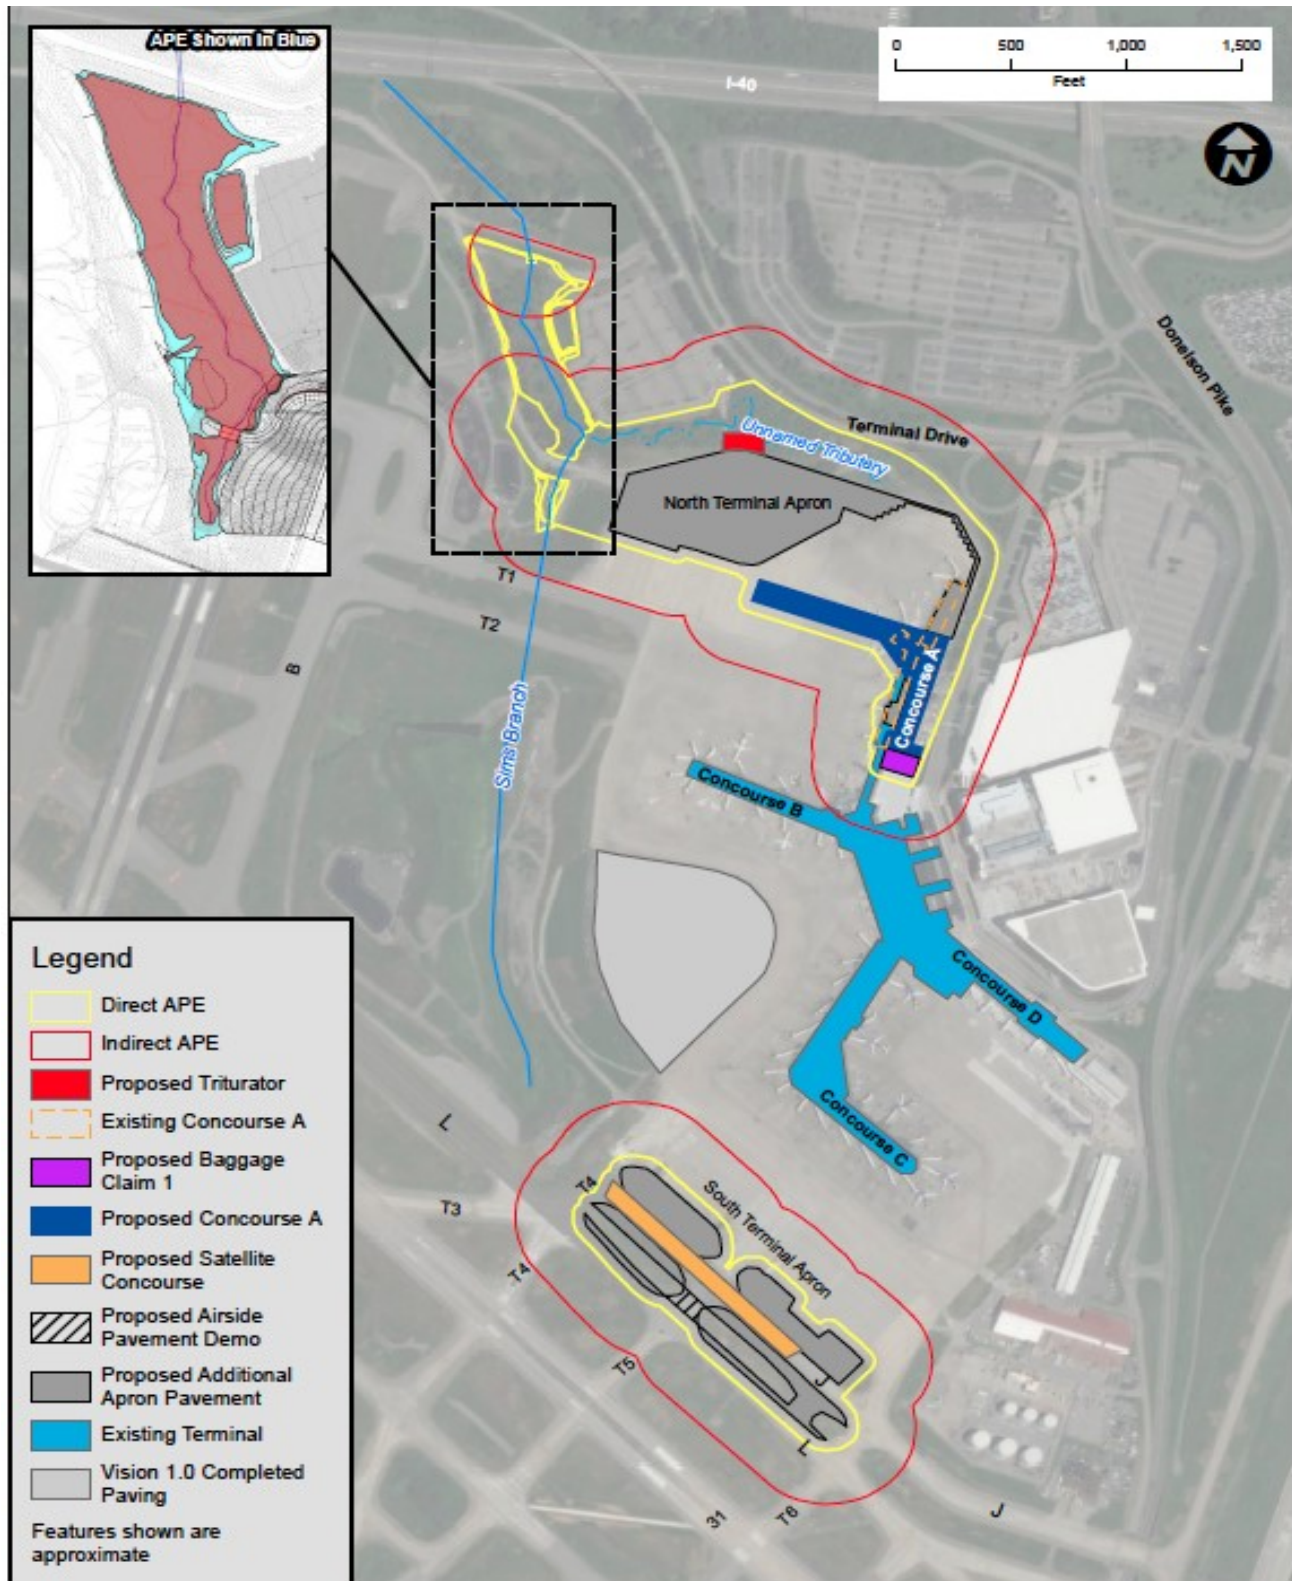 APE Shown in Blue
0 500 1,000 1,500
Feet
I-40
N
Donelson Pike
Terminal Drive
Unnamed Tributary
North Terminal Apron
T1
T2
B
Concourse A
Sims Branch
Concourse B
Concourse D
Concourse C
L
T3
T4
T4
South Terminal Apron
T5
J
L
31
T6
J
Legend
Direct APE
Indirect APE
Proposed Triturator
Existing Concourse A
Proposed Baggage
Claim 1
Proposed Concourse A
Proposed Satellite
Concourse
Proposed Airside
Pavement Demo
Proposed Additional
Apron Pavement
Existing Terminal
Vision 1.0 Completed
Paving
Features shown are
approximate